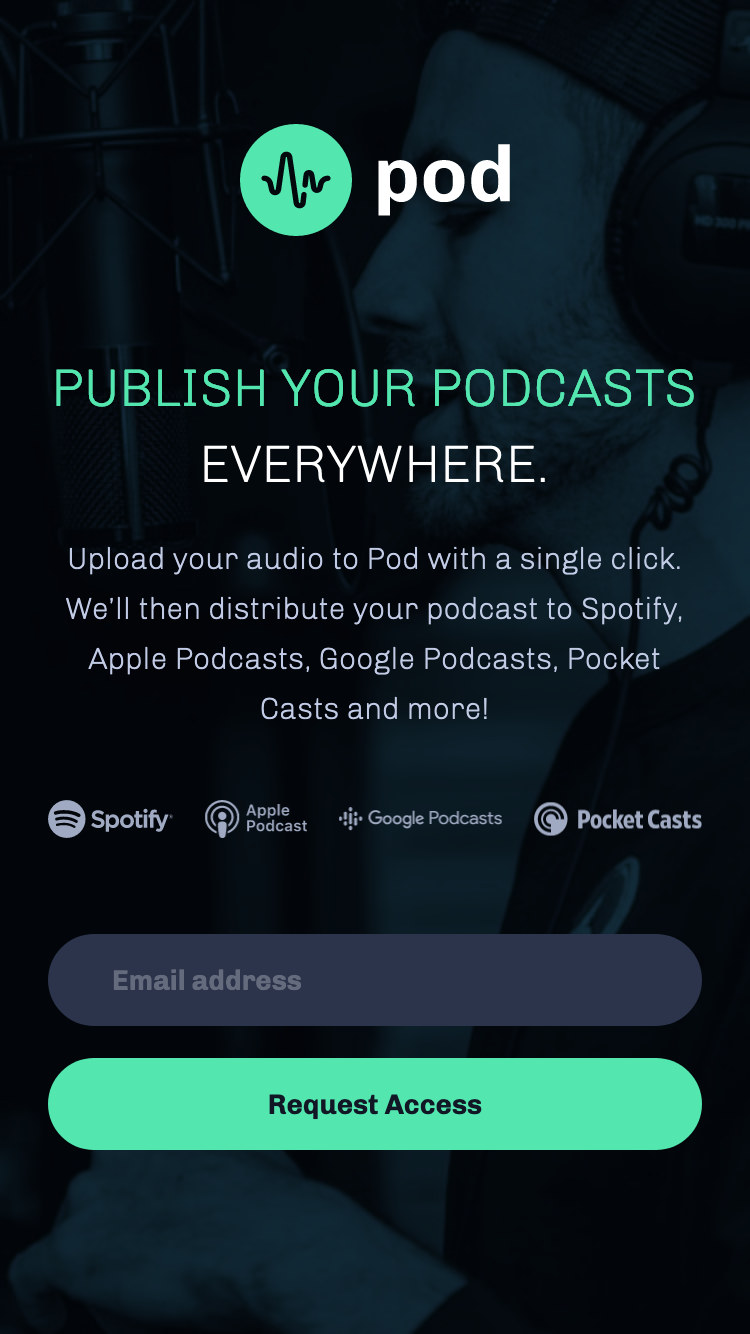 pod
PUBLISH YOUR PODCASTS
EVERYWHERE.
Upload your audio to Pod with a single click.
We’ll then distribute your podcast to Spotify,
Apple Podcasts, Google Podcasts, Pocket
Casts and more!
Spotify Apple Podcast Google Podcasts Pocket Casts
Email address
Request Access